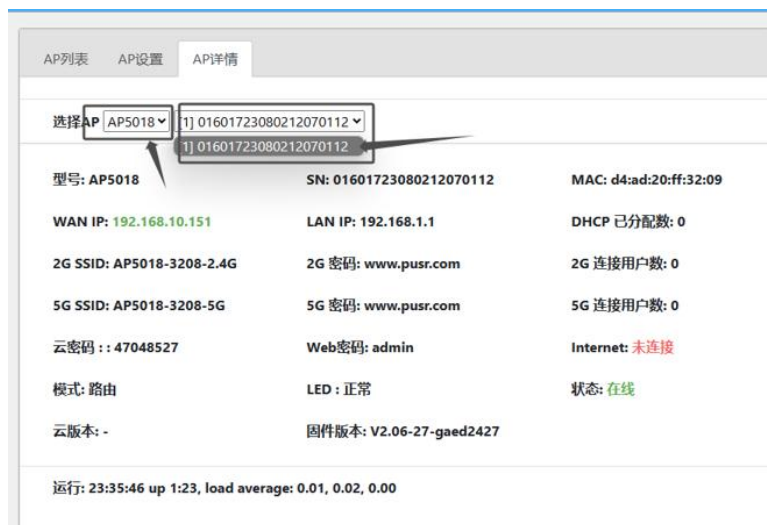 AP列表 AP设置 AP详情
选择AP AP5018 [1] 01601723080212070112
1] 01601723080212070112
型号: AP5018 SN: 01601723080212070112 MAC: d4:ad:20:ff:32:09
WAN IP: 192.168.10.151 LAN IP: 192.168.1.1 DHCP 已分配数: 0
2G SSID: AP5018-3208-2.4G 2G 密码: www.pusr.com 2G 连接用户数: 0
5G SSID: AP5018-3208-5G 5G 密码: www.pusr.com 5G 连接用户数: 0
云密码 : : 47048527 Web密码: admin Internet: 未连接
模式: 路由 LED : 正常 状态: 在线
云版本: - 固件版本: V2.06-27-gaed2427
运行: 23:35:46 up 1:23, load average: 0.01, 0.02, 0.00